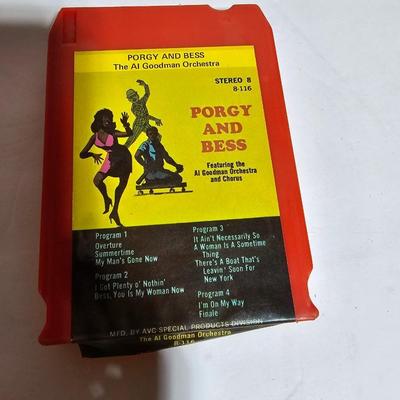 PORGY AND BESS
The Al Goodman Orchestra
STEREO 8
8-116
PORGY
AND
BESS
Featuring the
Al Goodman Orchestra
and Chorus
Program 1
Overture
Summertime
My Man's Gone Now
Program 2
I Got Plenty o' Nothin'
Bess, You Is My Woman Now
Program 3
It Ain't Necessarily So
A Woman Is A Sometime
Thing
There's A Boat That's
Leavin' Soon For
New York
Program 4
I'm On My Way
Finale
MFD. BY AVC SPECIAL PRODUCTS DIVISION
The Al Goodman Orchestra
8-116